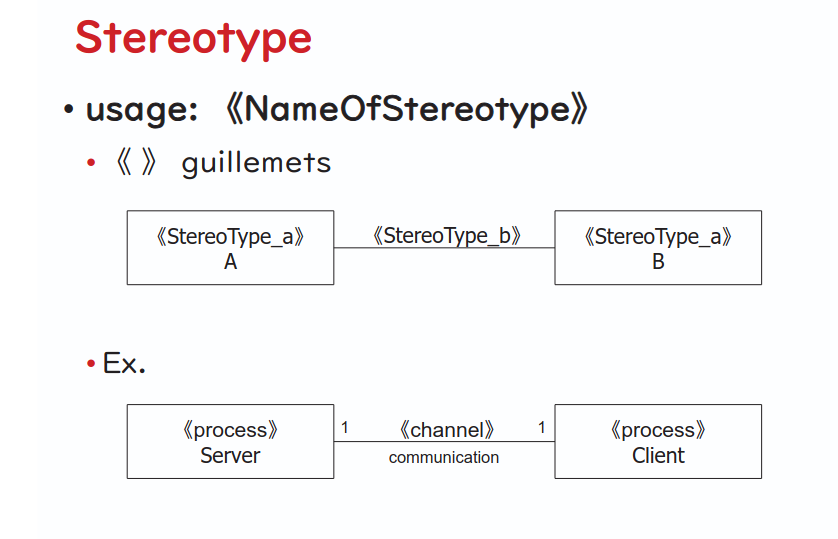 Stereotype
• usage: 《NameOfStereotype》
• 《 》 guillemets
《StereoType_a》
A
《StereoType_b》
《StereoType_a》
B
• Ex.
《process》
Server
1
《channel》
1
communication
《process》
Client